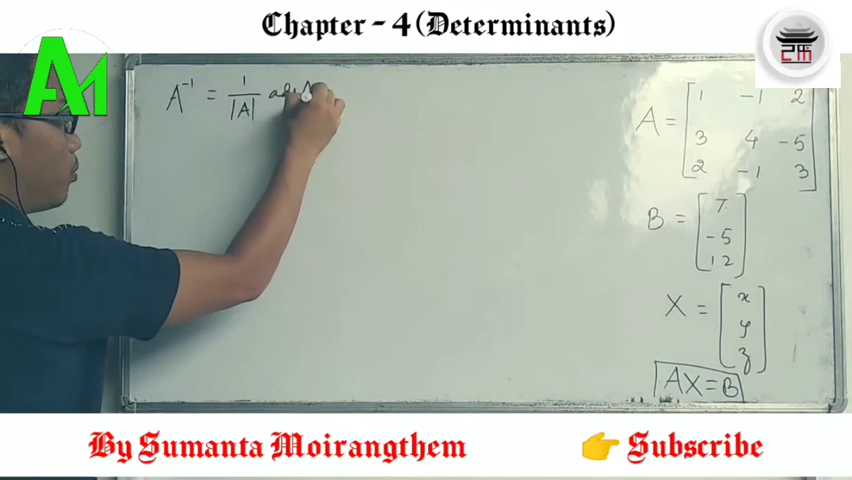 Chapter - 4 (Determinants)
AM
A⁻¹ = 1/|A| adj A
A = [1 -1 2
3 4 -5
2 -1 3]
B = [7
-5
12]
X = [x
y
z]
AX = B
By Sumanta Moirangthem
👉 Subscribe